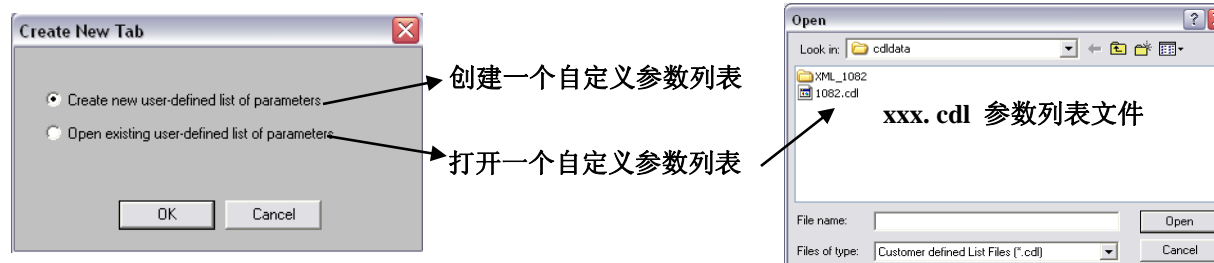 Create New Tab
Create new user-defined list of parameters
Open existing user-defined list of parameters
OK
Cancel
创建一个自定义参数列表
打开一个自定义参数列表
Open
Look in:
cdldata
XML_1082
1082.cdl
xxx. cdl 参数列表文件
File name:
Open
Files of type:
Customer defined List Files (*.cdl)
Cancel